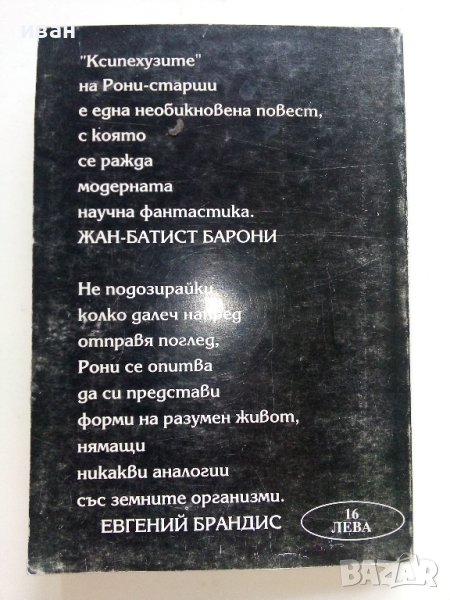 иван
"Ксипехузите"
на Рони-старши
е една необикновена повест,
с която
се ражда
модерната
научна фантастика.
ЖАН-БАТИСТ БАРОНИ
Не подозирайки,
колко далеч напред
отправя поглед,
Рони се опитва
да си представи
форми на разумен живот,
нямащи
никакви аналогии
със земните организми.
ЕВГЕНИЙ БРАНДИС
16
ЛЕВА
BAZAR